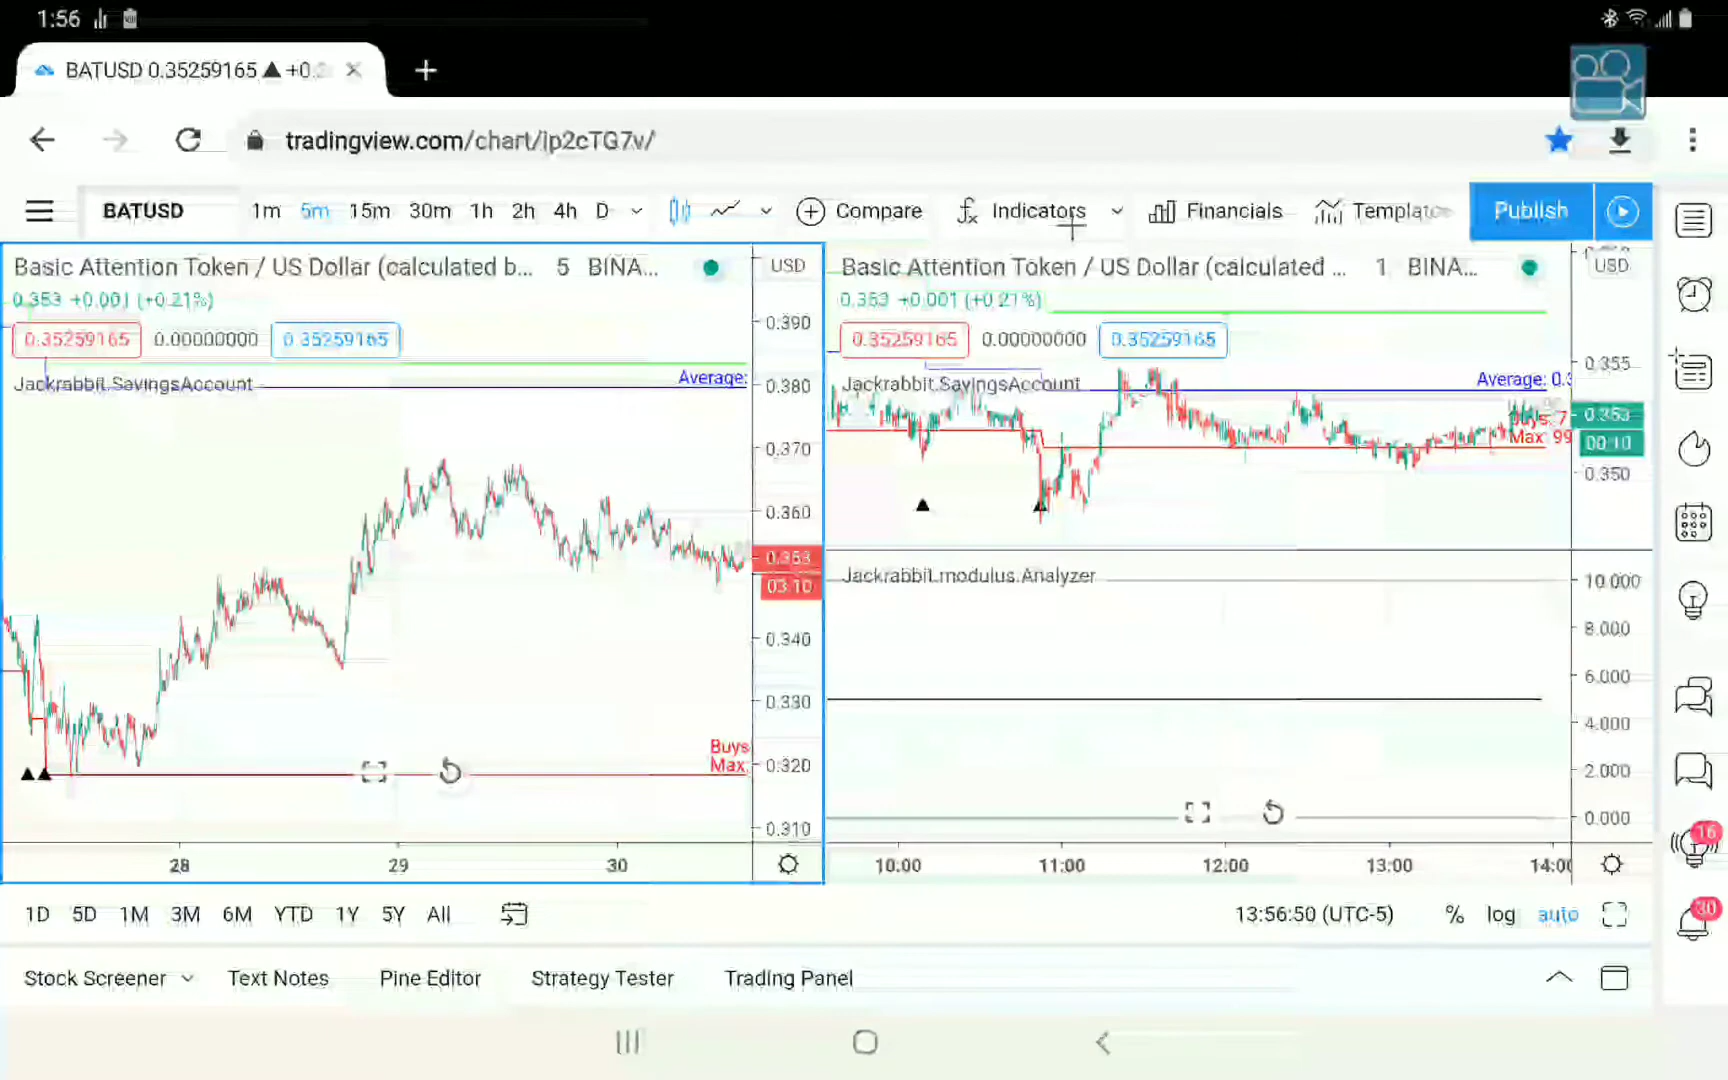 1:56
BATUSD 0.35259165 ▲ +0.2
tradingview.com/chart/ip2cTG7v/
BATUSD 1m 5m 15m 30m 1h 2h 4h D Compare Indicators Financials Templates Publish
Basic Attention Token / US Dollar (calculated b... 5 BINA... USD
0.353 +0.001 (+0.21%)
0.35259165 0.00000000 0.35259165
Jackrabbit.SavingsAccount
Average:
Buys
Max
0.390
0.380
0.370
0.360
0.353
03:10
0.340
0.330
0.320
0.310
28 29 30
Basic Attention Token / US Dollar (calculated ... 1 BINA... USD
0.353 +0.001 (+0.21%)
0.35259165 0.00000000 0.35259165
Jackrabbit.SavingsAccount
Average: 0.3
Buys: 7
Max: 99
0.355
0.353
00:10
0.350
Jackrabbit.modulus.Analyzer
10.000
8.000
6.000
4.000
2.000
0.000
10:00 11:00 12:00 13:00 14:00
16
30
1D 5D 1M 3M 6M YTD 1Y 5Y All 13:56:50 (UTC-5) % log auto
Stock Screener Text Notes Pine Editor Strategy Tester Trading Panel